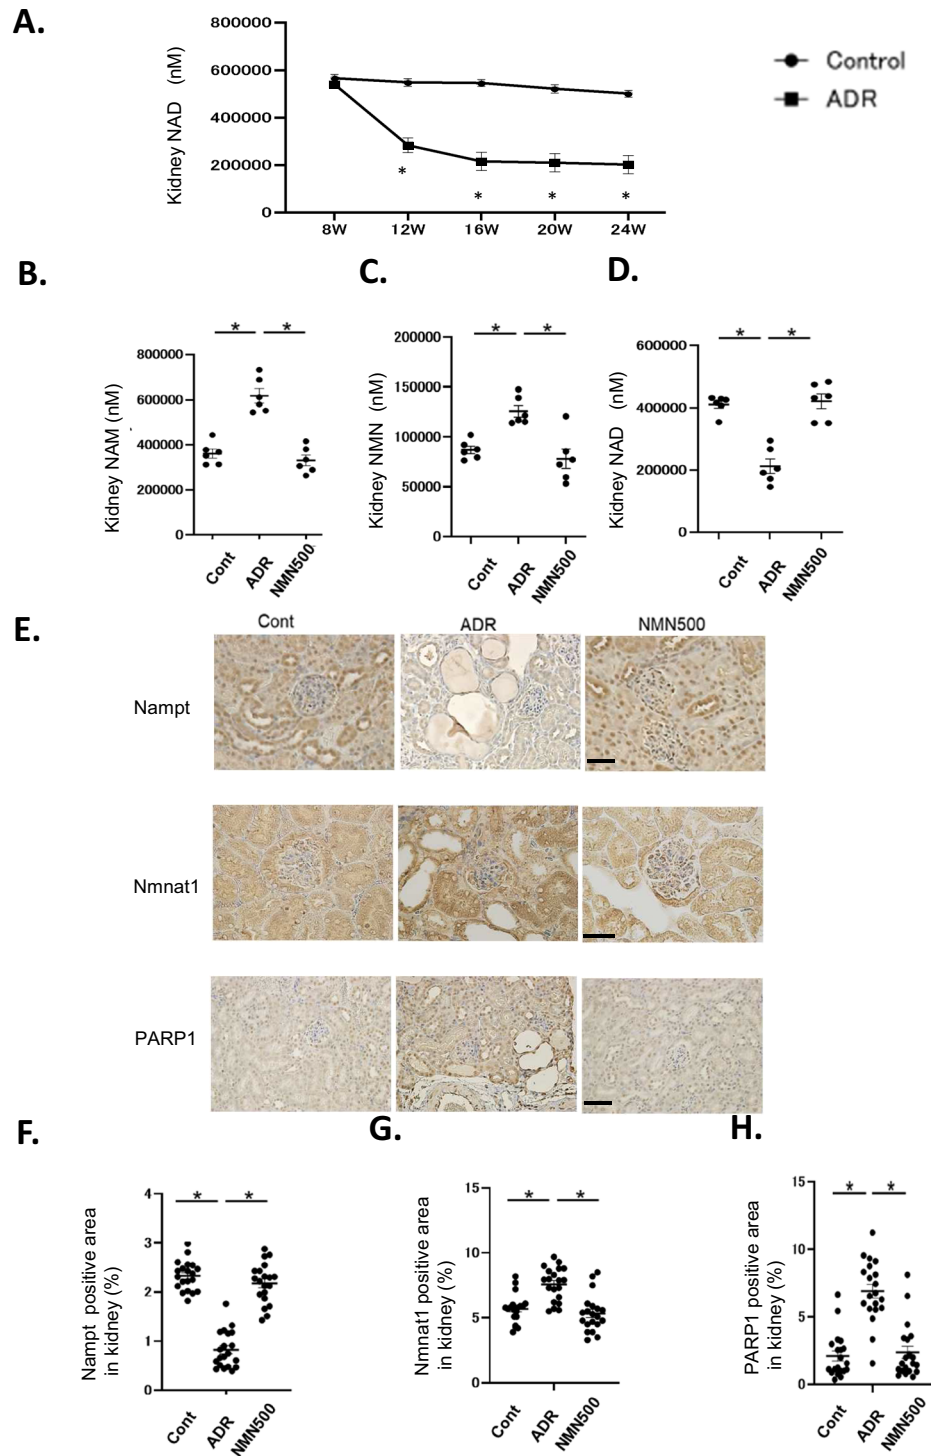 A.
Kidney NAD (nM)
800000
600000
400000
200000
0
* * * *
8W 12W 16W 20W 24W
Control
ADR
B.
Kidney NAM (nM)
800000
600000
400000
200000
0
* *
Cont ADR NMN500
C.
Kidney NMN (nM)
200000
150000
100000
50000
0
* *
Cont ADR NMN500
D.
Kidney NAD (nM)
600000
400000
200000
0
* *
Cont ADR NMN500
E.
Cont ADR NMN500
Nampt
Nmnat1
PARP1
F.
Nampt positive area
in kidney (%)
4
3
2
1
0
* *
Cont ADR NMN500
G.
Nmnat1 positive area
in kidney (%)
15
10
5
0
* *
Cont ADR NMN500
H.
PARP1 positive area
in kidney (%)
15
10
5
0
* *
Cont ADR NMN500